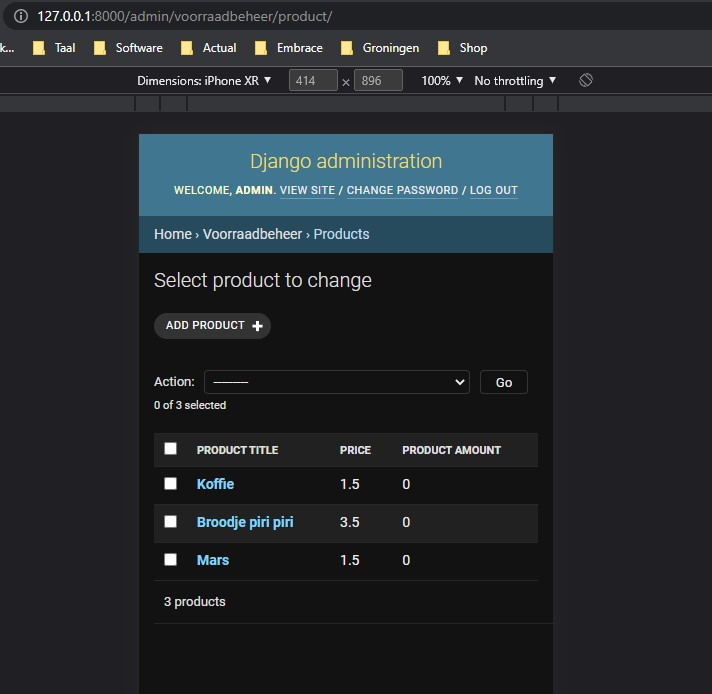 127.0.0.1:8000/admin/voorraadbeheer/product/
k... Taal Software Actual Embrace Groningen Shop
Dimensions: iPhone XR ▼ 414 × 896 100% ▼ No throttling ▼
Django administration
WELCOME, ADMIN. VIEW SITE / CHANGE PASSWORD / LOG OUT
Home › Voorraadbeheer › Products
Select product to change
ADD PRODUCT +
Action: --------- Go
0 of 3 selected
PRODUCT TITLE PRICE PRODUCT AMOUNT
Koffie 1.5 0
Broodje piri piri 3.5 0
Mars 1.5 0
3 products